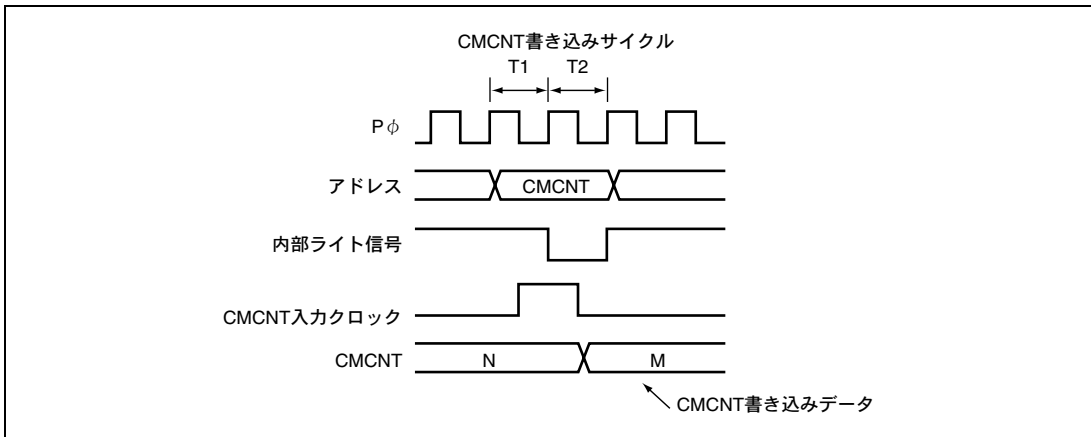 CMCNT書き込みサイクル
T1 T2
Pφ
アドレス CMCNT
内部ライト信号
CMCNT入力クロック
CMCNT N M
CMCNT書き込みデータ